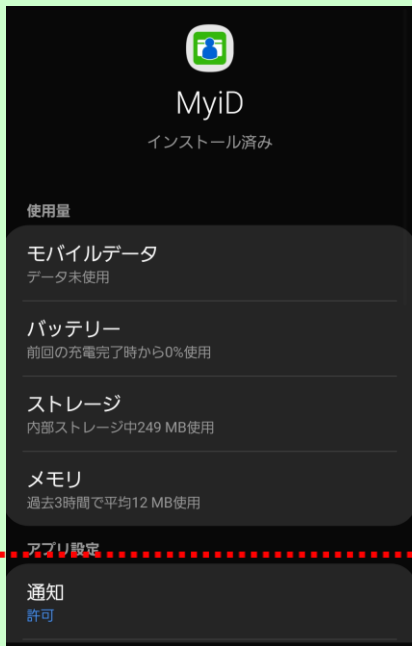 MyiD
インストール済み
使用量
モバイルデータ
データ未使用
バッテリー
前回の充電完了時から0%使用
ストレージ
内部ストレージ中249 MB使用
メモリ
過去3時間で平均12 MB使用
アプリ設定
通知
許可